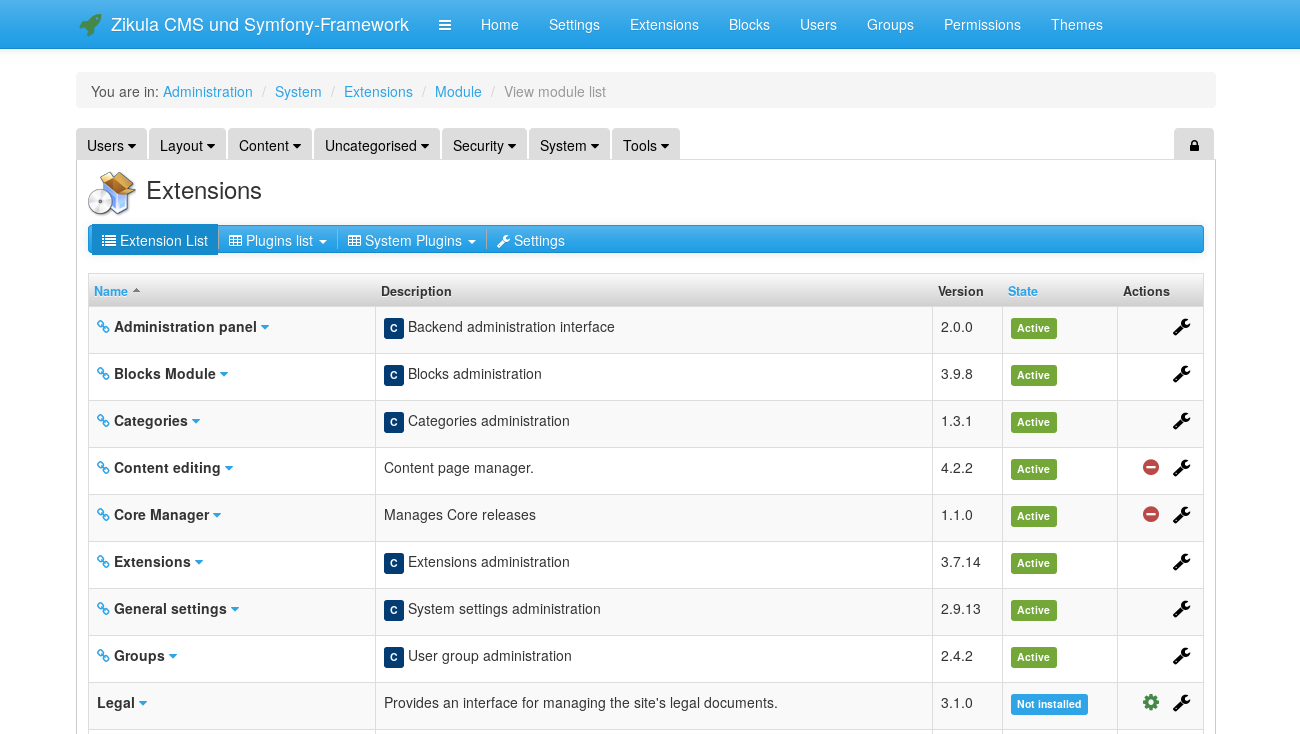 Zikula CMS und Symfony-Framework Home Settings Extensions Blocks Users Groups Permissions Themes
You are in: Administration / System / Extensions / Module / View module list
Users Layout Content Uncategorised Security System Tools
Extensions
Extension List Plugins list System Plugins Settings
Name Description Version State Actions
Administration panel C Backend administration interface 2.0.0 Active
Blocks Module C Blocks administration 3.9.8 Active
Categories C Categories administration 1.3.1 Active
Content editing Content page manager. 4.2.2 Active
Core Manager Manages Core releases 1.1.0 Active
Extensions C Extensions administration 3.7.14 Active
General settings C System settings administration 2.9.13 Active
Groups C User group administration 2.4.2 Active
Legal Provides an interface for managing the site's legal documents. 3.1.0 Not installed